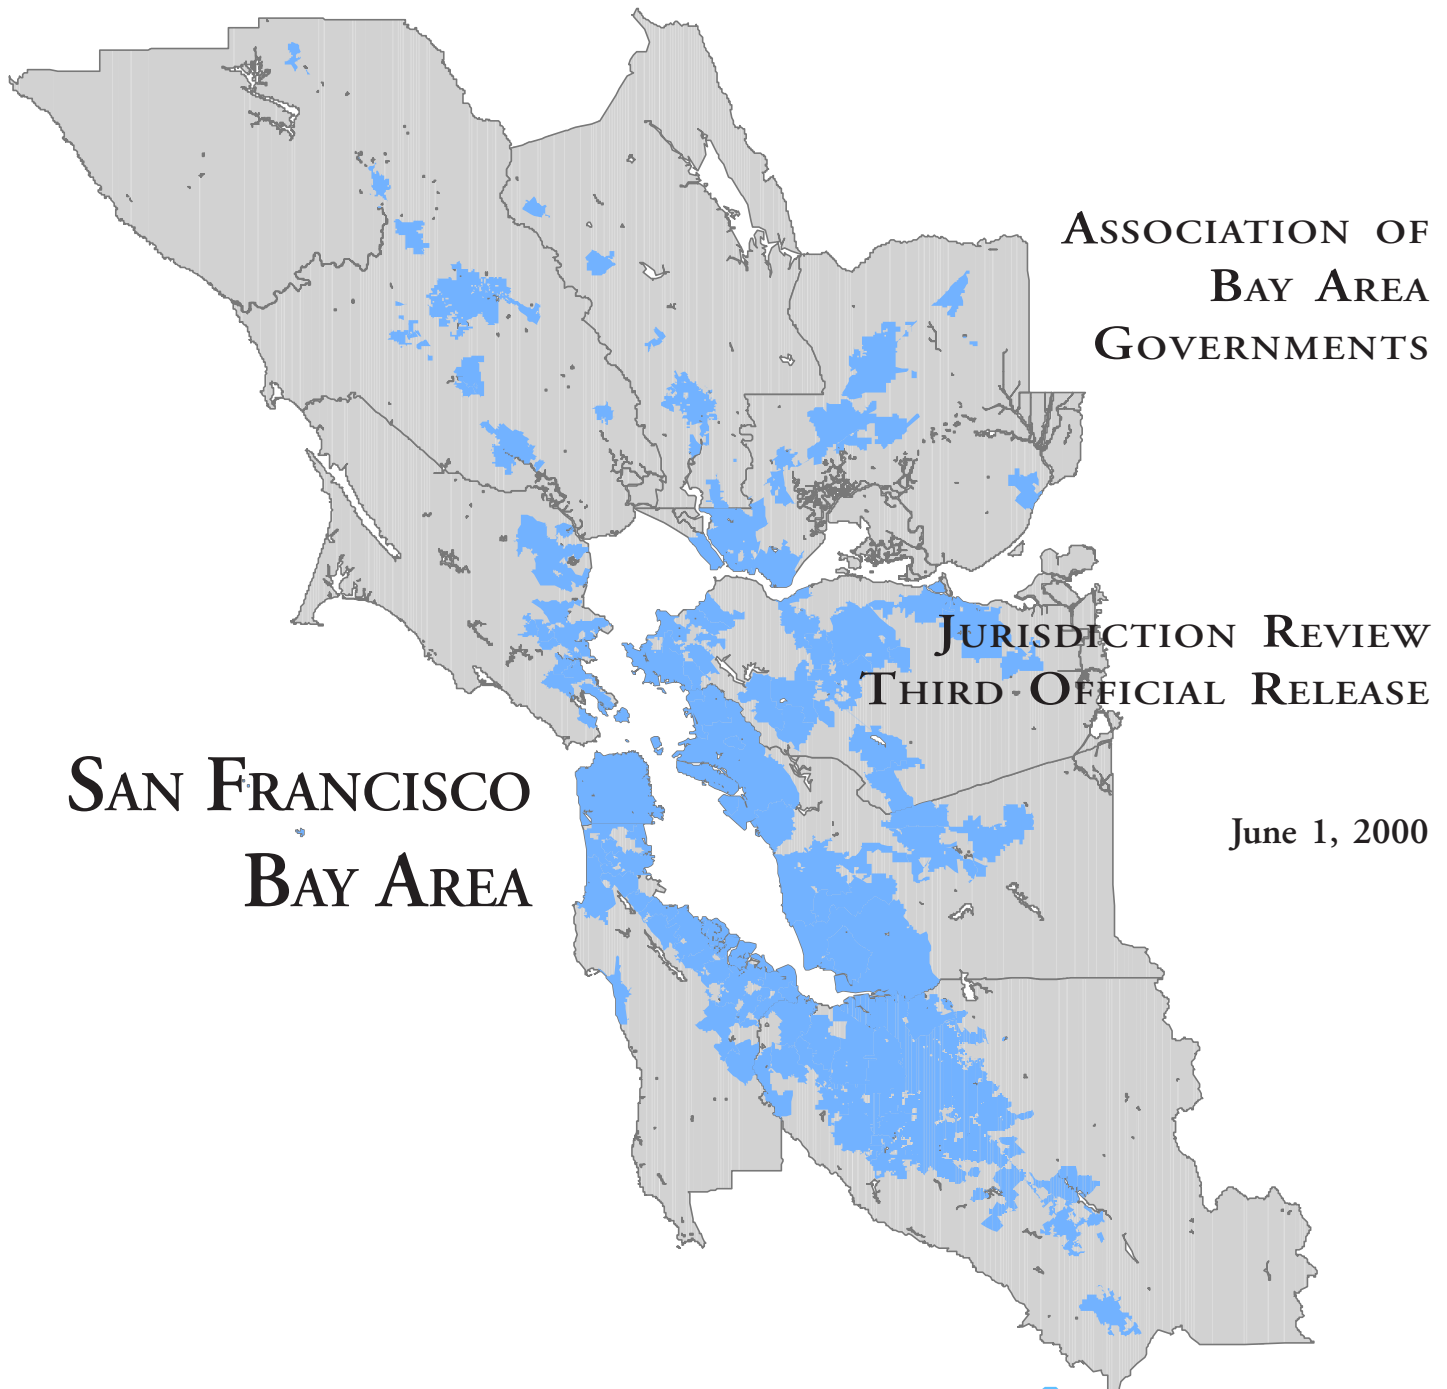 Association of
Bay Area
Governments
Jurisdiction Review
Third Official Release
San Francisco
Bay Area
June 1, 2000